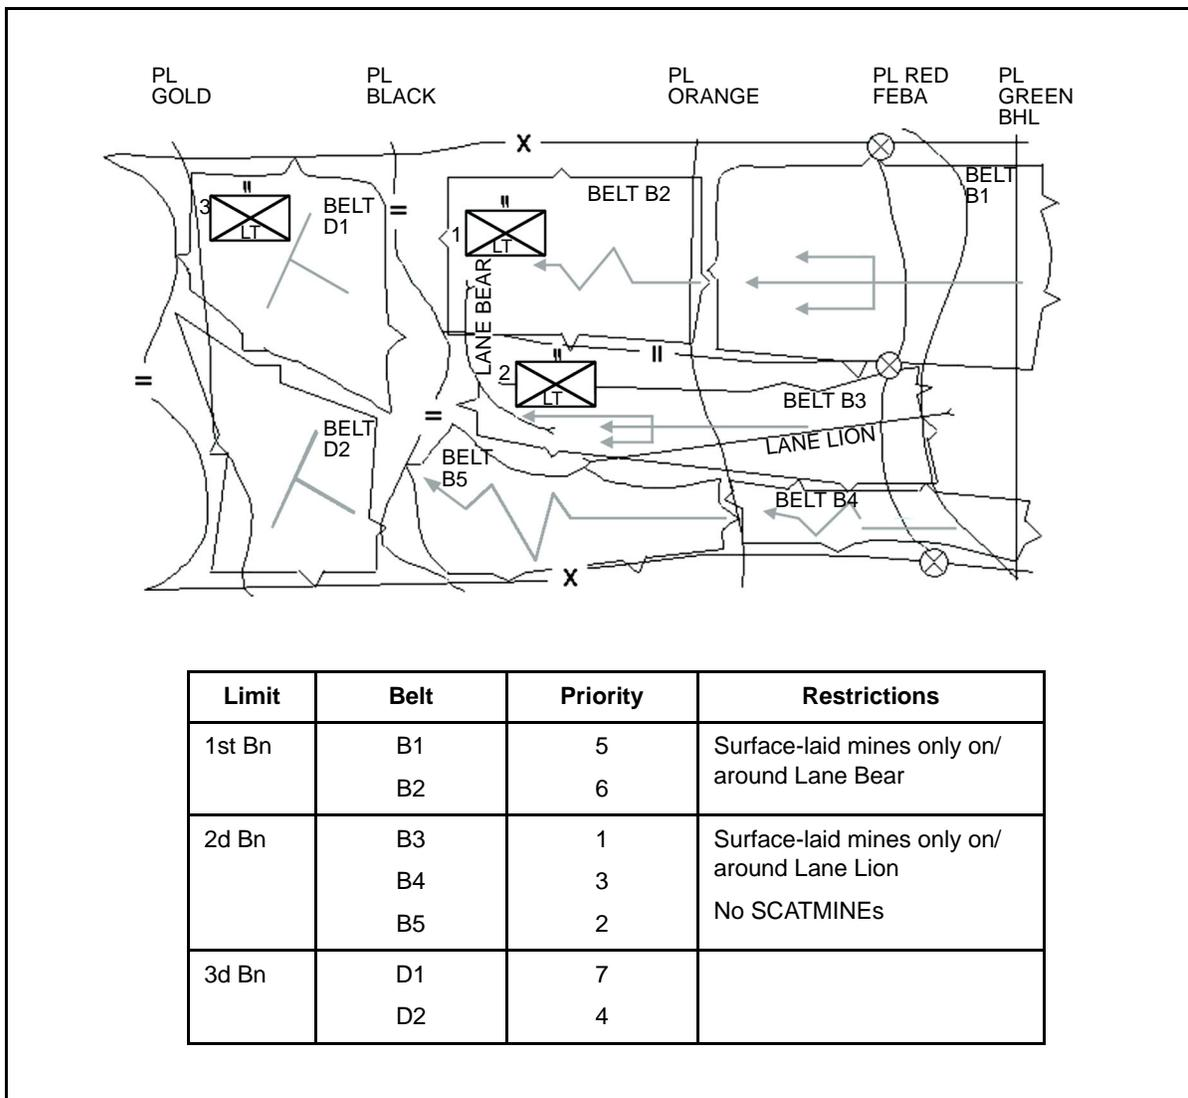 PL GOLD
PL BLACK
PL ORANGE
PL RED FEBA
PL GREEN BHL
X
BELT B1
BELT B2
3
II
LT
BELT D1
=
1
II
LT
LANE BEAR
II
=
2
II
LT
BELT B3
=
LANE LION
BELT D2
BELT B5
BELT B4
X
Limit Belt Priority Restrictions
1st Bn B1 5 Surface-laid mines only on/
B2 6 around Lane Bear
2d Bn B3 1 Surface-laid mines only on/
around Lane Lion
B4 3
B5 2 No SCATMINEs
3d Bn D1 7
D2 4